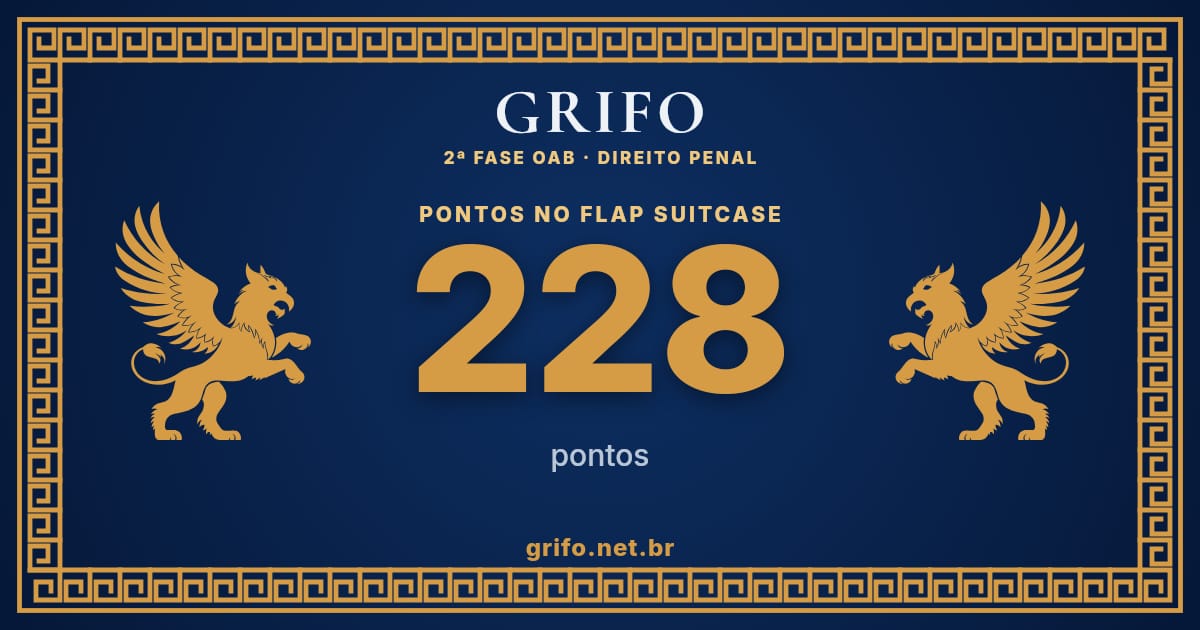 GRIFO
2ª FASE OAB · DIREITO PENAL
PONTOS NO FLAP SUITCASE
228
pontos
grifo.net.br